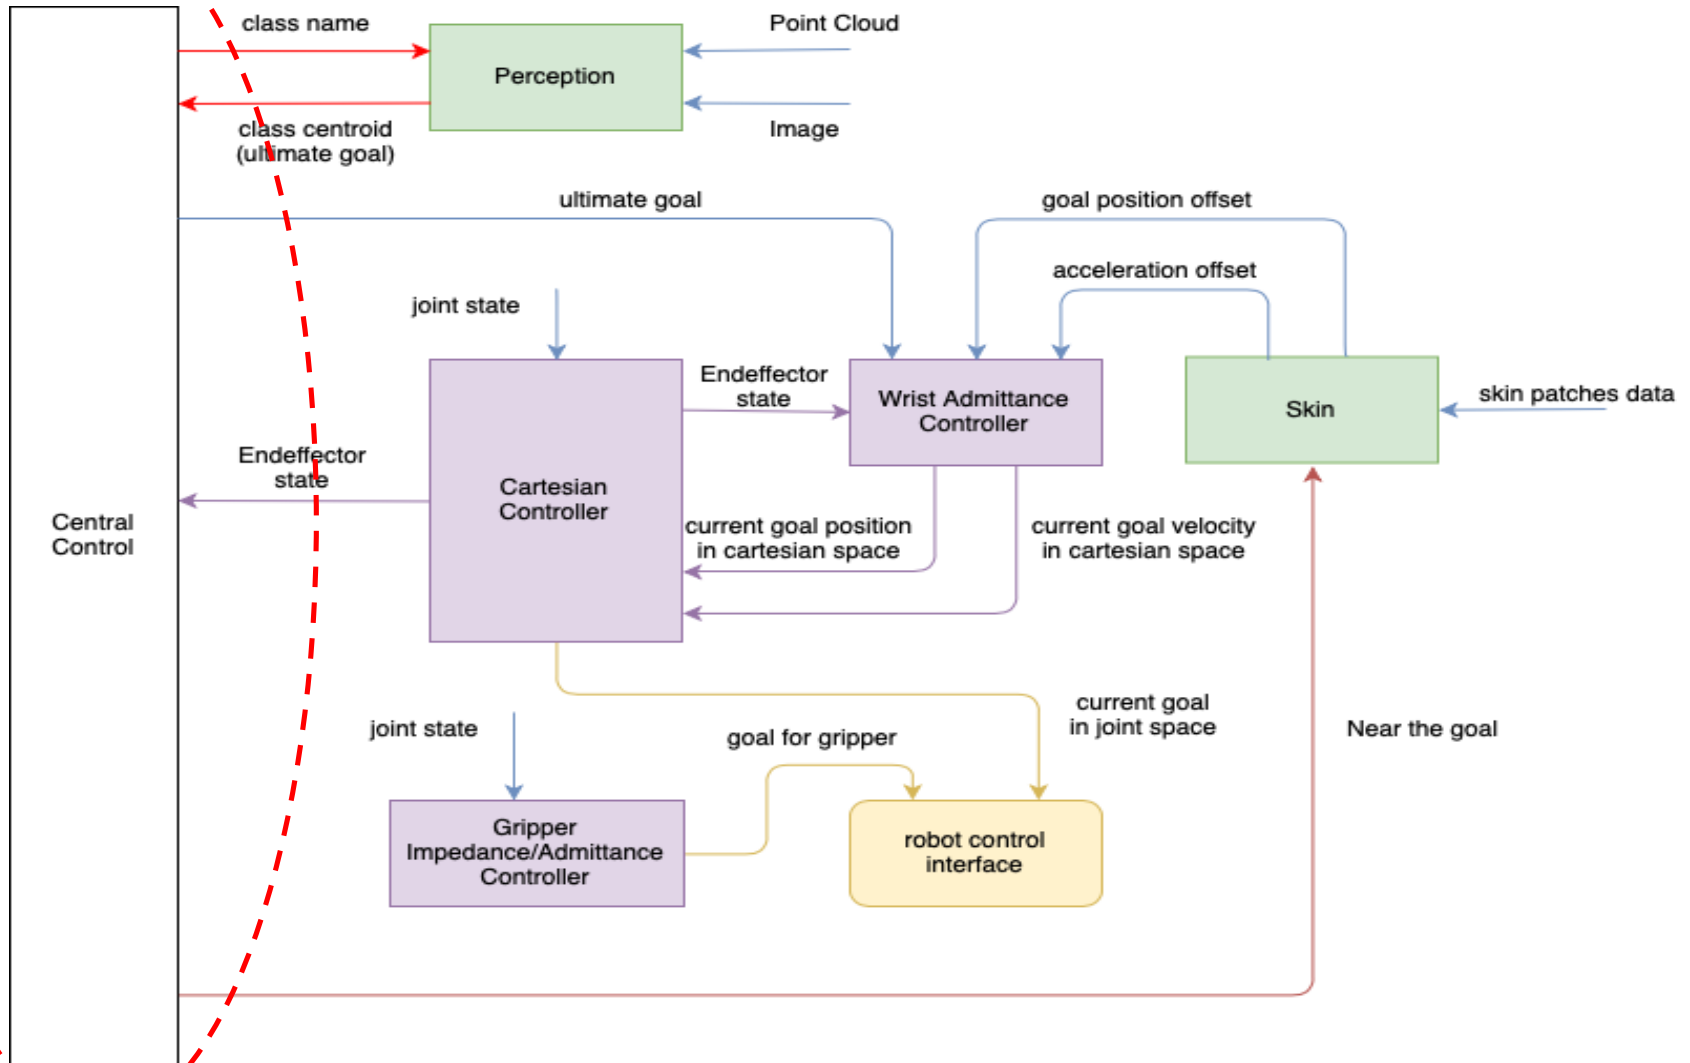 class name
Perception
Point Cloud
Image
class centroid
(ultimate goal)
ultimate goal
goal position offset
acceleration offset
joint state
Endeffector
state
Wrist Admittance
Controller
Skin
skin patches data
Endeffector
state
Cartesian
Controller
Central
Control
current goal position
in cartesian space
current goal velocity
in cartesian space
current goal
in joint space
Near the goal
joint state
goal for gripper
Gripper
Impedance/Admittance
Controller
robot control
interface